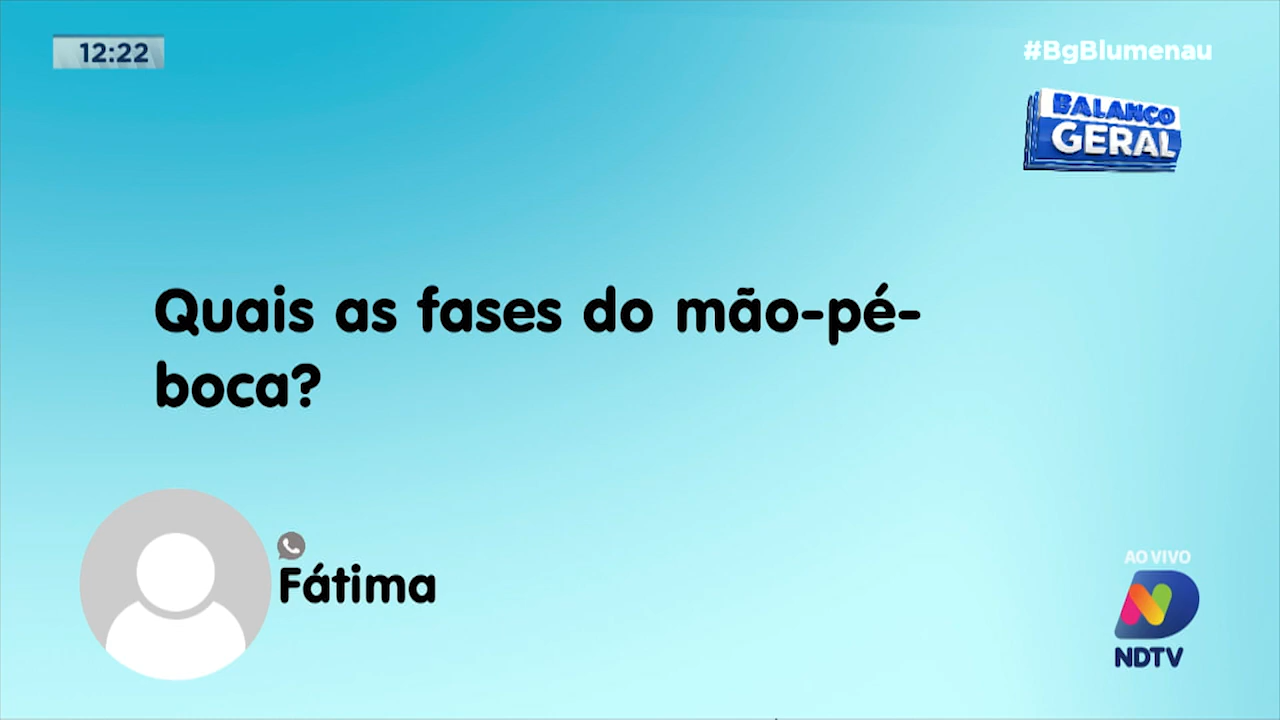 12:22
#BgBlumenau
BALANÇO
GERAL
Quais as fases do mão-pé-
boca?
Fátima
AO VIVO
NDTV